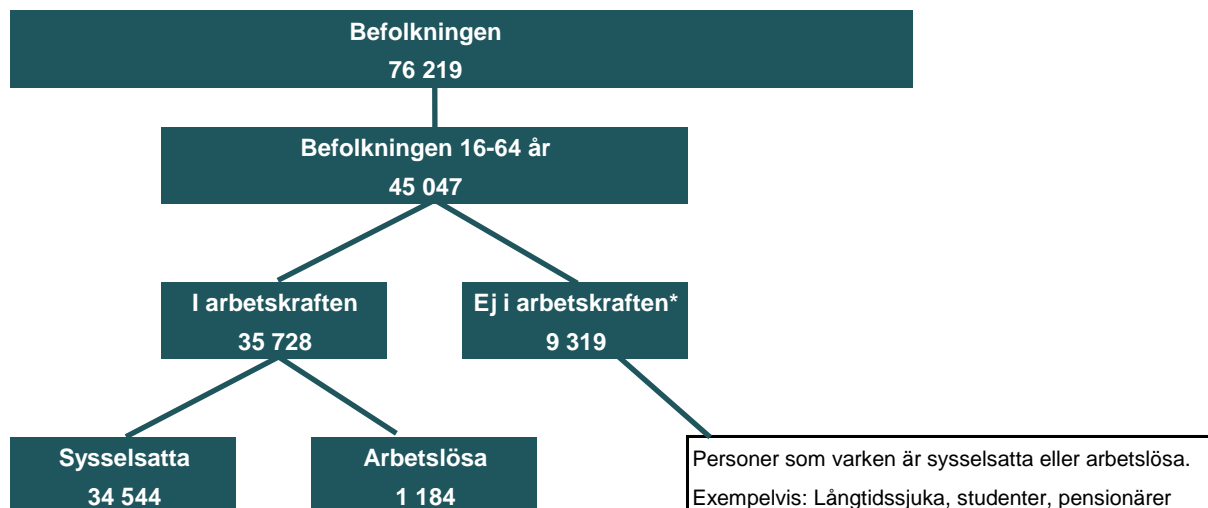 Befolkningen
76 219
Befolkningen 16-64 år
45 047
I arbetskraften
35 728
Ej i arbetskraften*
9 319
Sysselsatta
34 544
Arbetslösa
1 184
Personer som varken är sysselsatta eller arbetslösa.
Exempelvis: Långtidssjuka, studenter, pensionärer